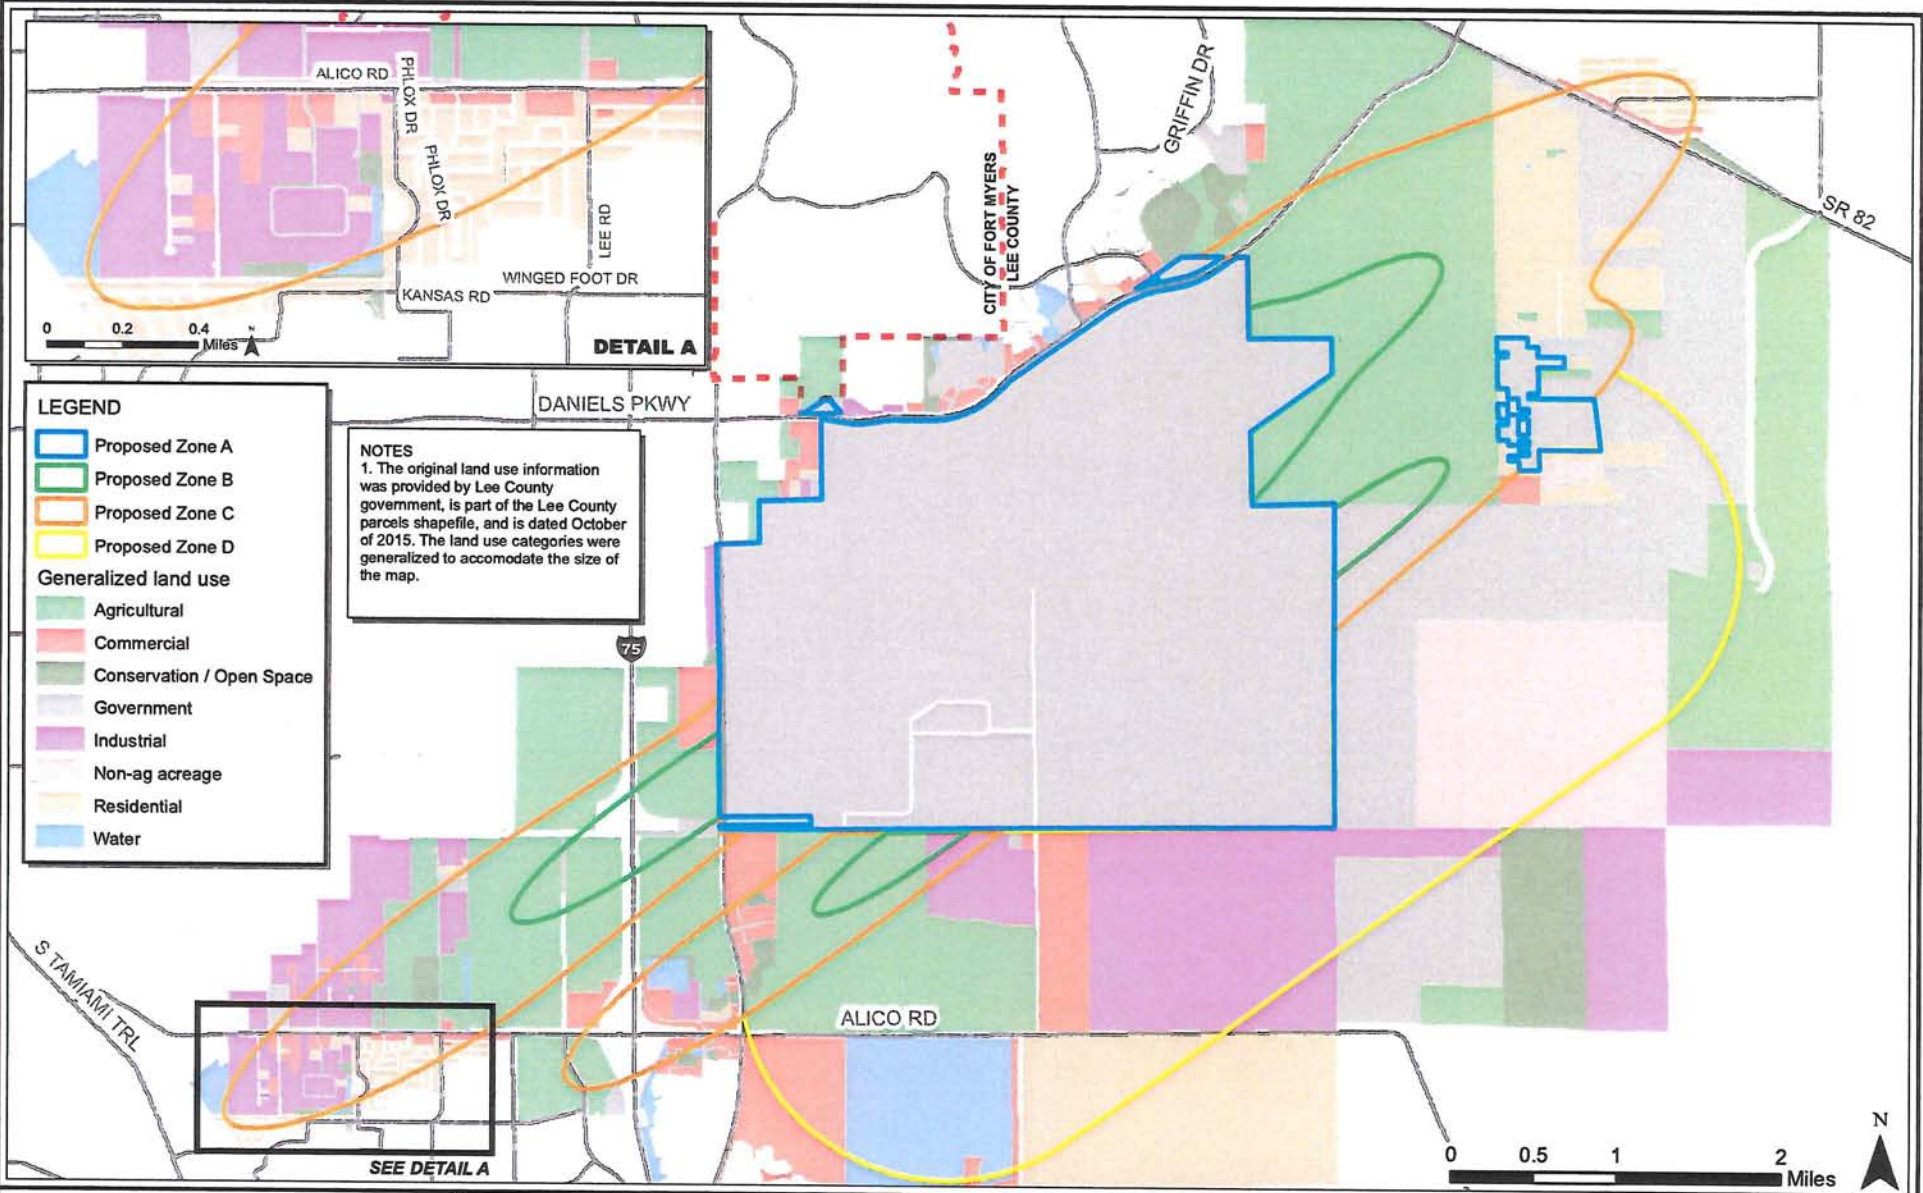 ALICO RD
PHLOX DR
PHLOX DR
LEE RD
WINGED FOOT DR
KANSAS RD
0 0.2 0.4
Miles
N
DETAIL A
GRIFFIN DR
CITY OF FORT MYERS
LEE COUNTY
SR 82
DANIELS PKWY
LEGEND
Proposed Zone A
Proposed Zone B
Proposed Zone C
Proposed Zone D
Generalized land use
Agricultural
Commercial
Conservation / Open Space
Government
Industrial
Non-ag acreage
Residential
Water
NOTES
1. The original land use information
was provided by Lee County
government, is part of the Lee County
parcels shapefile, and is dated October
of 2015. The land use categories were
generalized to accomodate the size of
the map.
75
S TAMIAMI TRL
ALICO RD
SEE DETAIL A
0 0.5 1 2
Miles
N